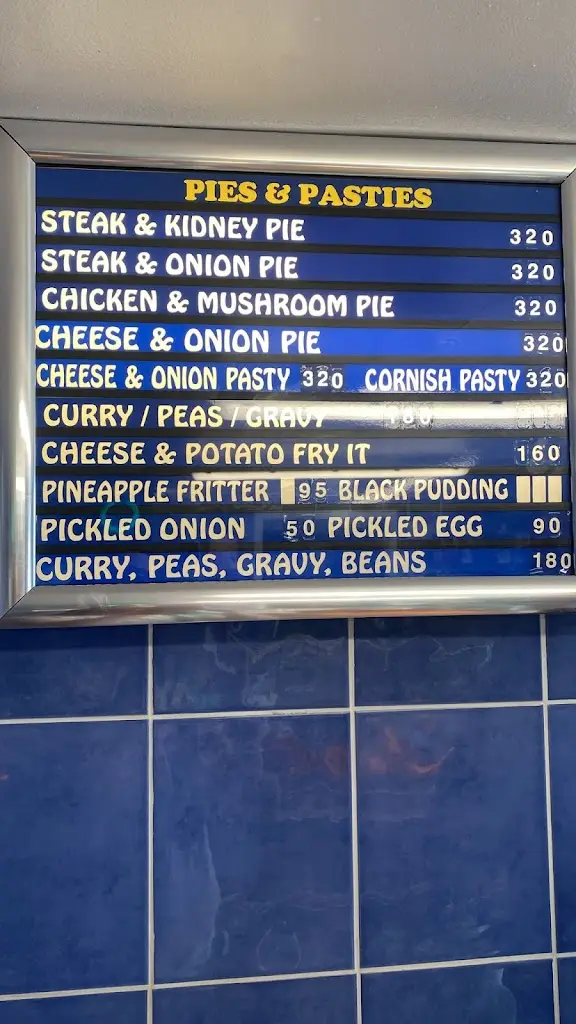 PIES & PASTIES
STEAK & KIDNEY PIE 320
STEAK & ONION PIE 320
CHICKEN & MUSHROOM PIE 320
CHEESE & ONION PIE 320
CHEESE & ONION PASTY 320 CORNISH PASTY 320
CURRY / PEAS / GRAVY
CHEESE & POTATO FRY IT 160
PINEAPPLE FRITTER 95 BLACK PUDDING
PICKLED ONION 50 PICKLED EGG 90
CURRY, PEAS, GRAVY, BEANS 180